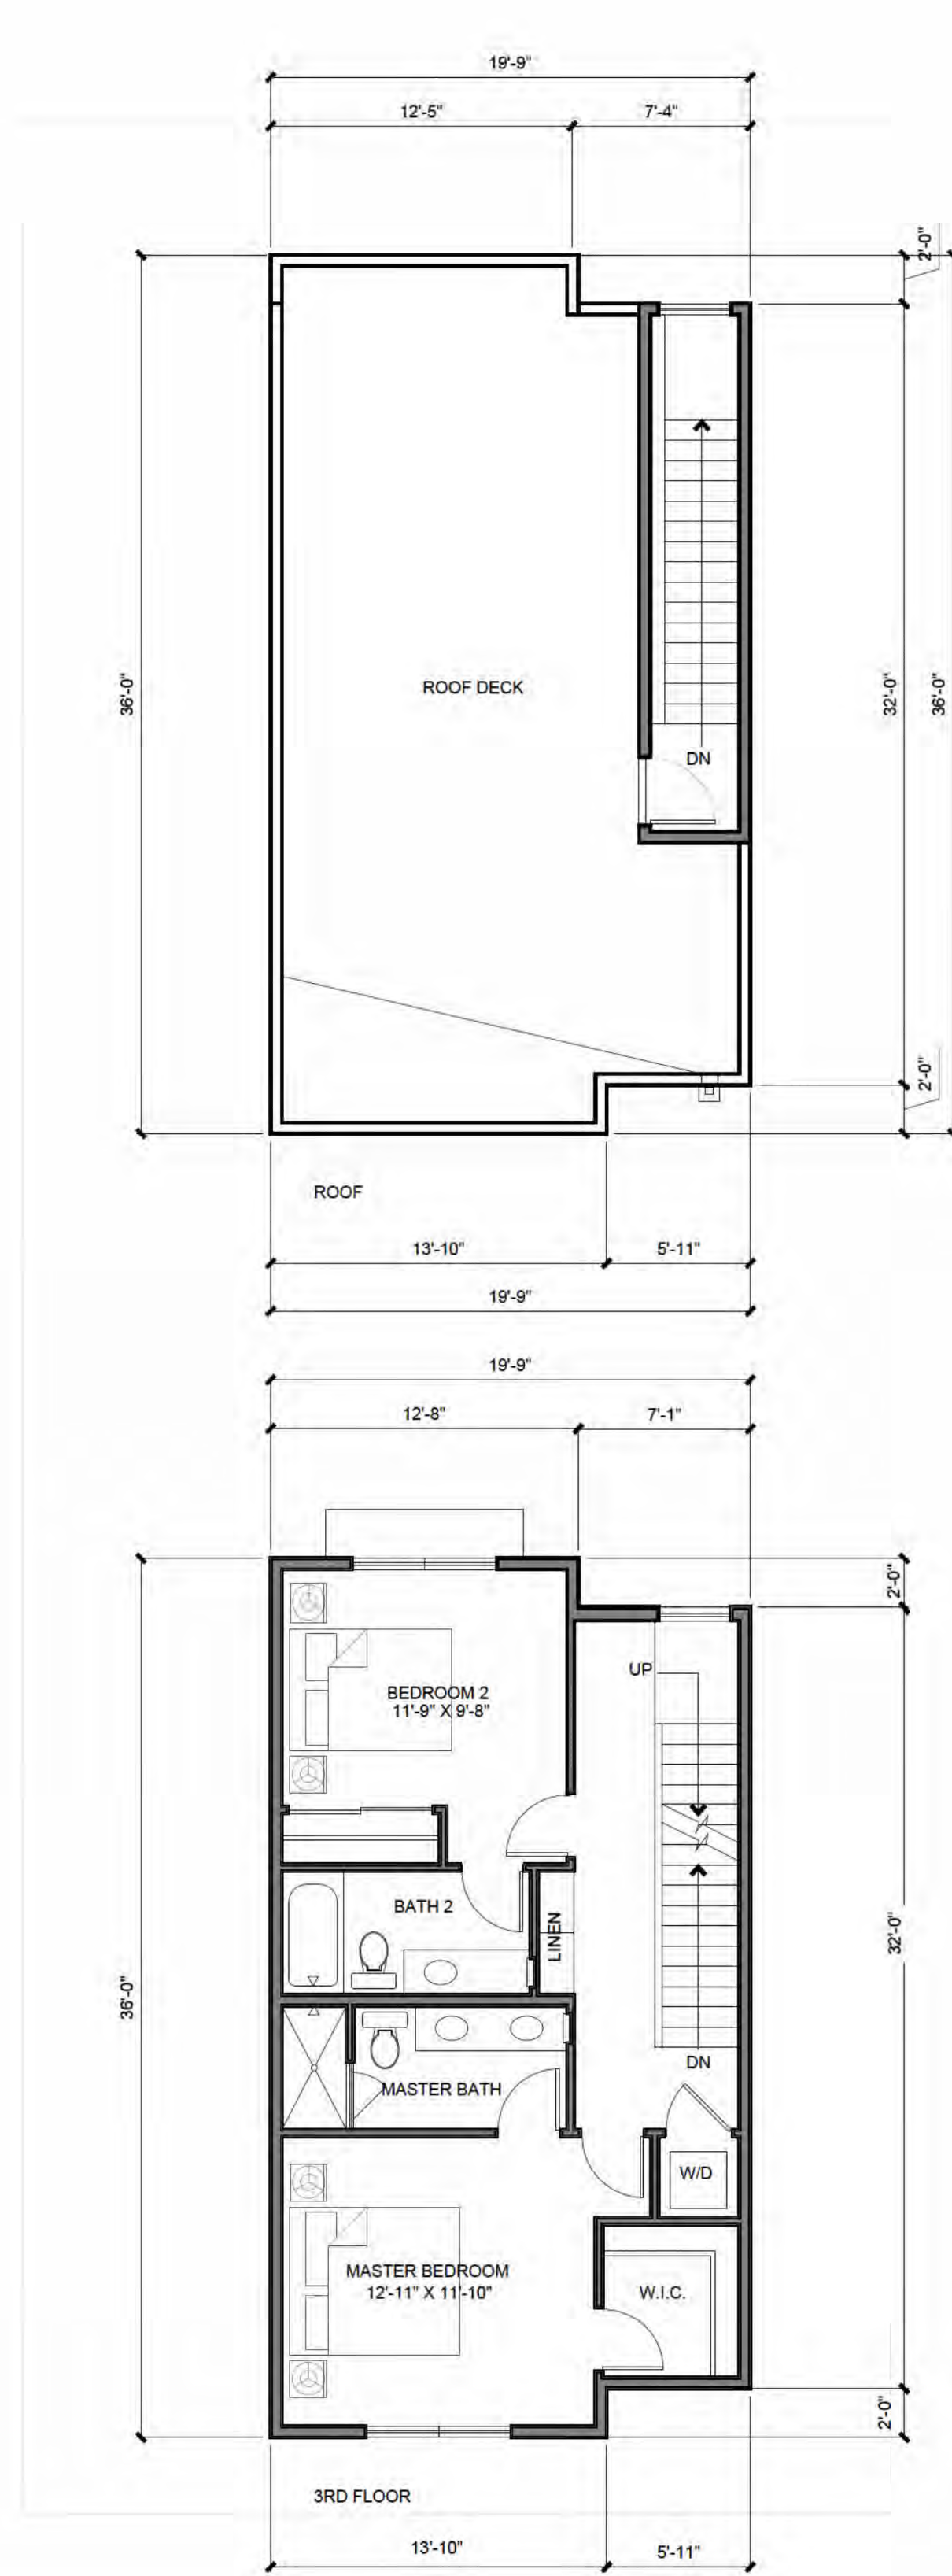 19'-9"
12'-5" 7'-4"
2'-0"
36'-0"
ROOF DECK
32'-0"
36'-0"
DN
2'-0"
ROOF
13'-10" 5'-11"
19'-9"
19'-9"
12'-8" 7'-1"
2'-0"
UP
BEDROOM 2
11'-9" X 9'-8"
BATH 2
LINEN
32'-0"
36'-0"
DN
MASTER BATH
W/D
MASTER BEDROOM
12'-11" X 11'-10"
W.I.C.
2'-0"
3RD FLOOR
13'-10" 5'-11"